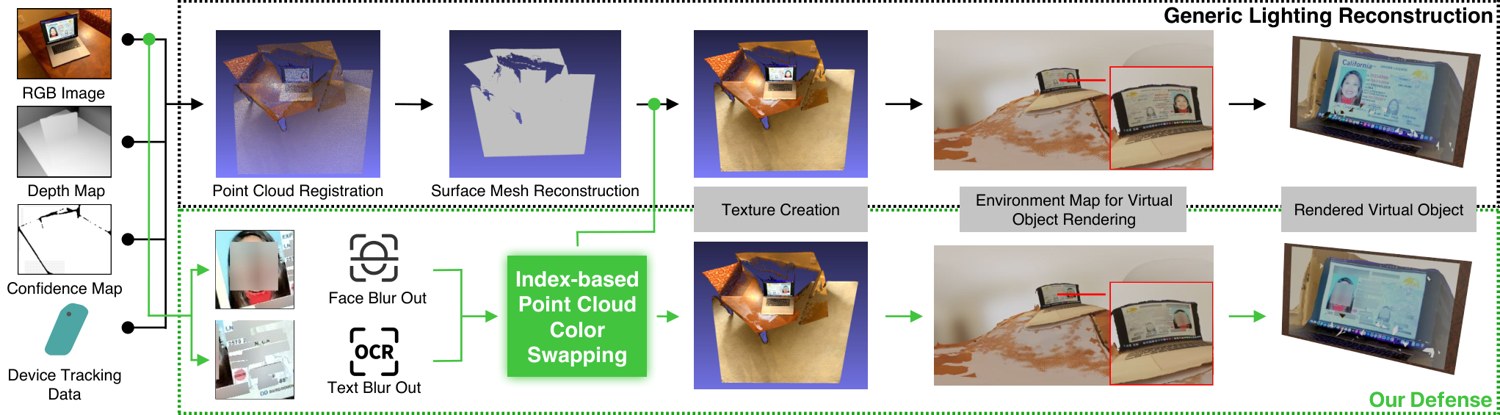 Generic Lighting Reconstruction
RGB Image
Depth Map
Confidence Map
Device Tracking
Data
Point Cloud Registration
Surface Mesh Reconstruction
California
Texture Creation
Environment Map for Virtual
Object Rendering
Rendered Virtual Object
Face Blur Out
OCR
Text Blur Out
Index-based
Point Cloud
Color
Swapping
Our Defense